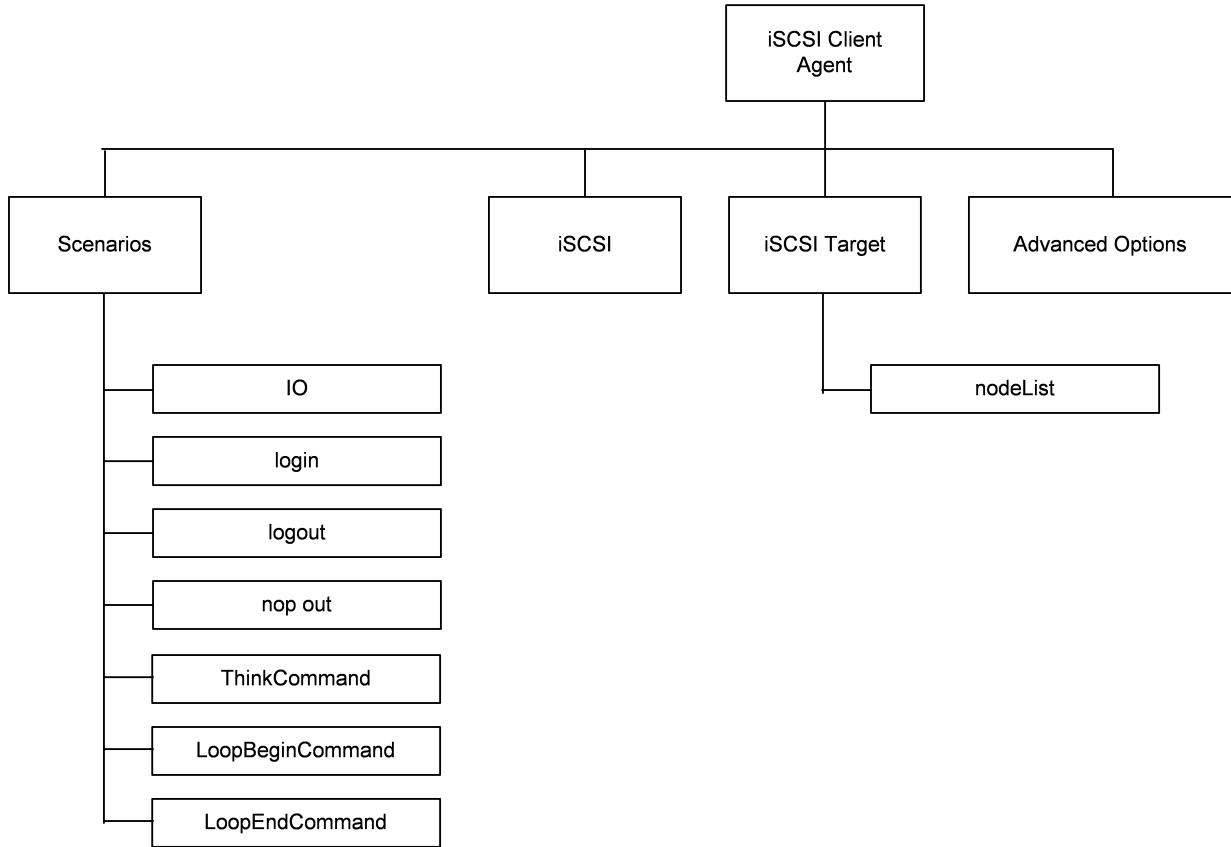 iSCSI Client
Agent
Scenarios
iSCSI
iSCSI Target
Advanced Options
IO
nodeList
login
logout
nop out
ThinkCommand
LoopBeginCommand
LoopEndCommand